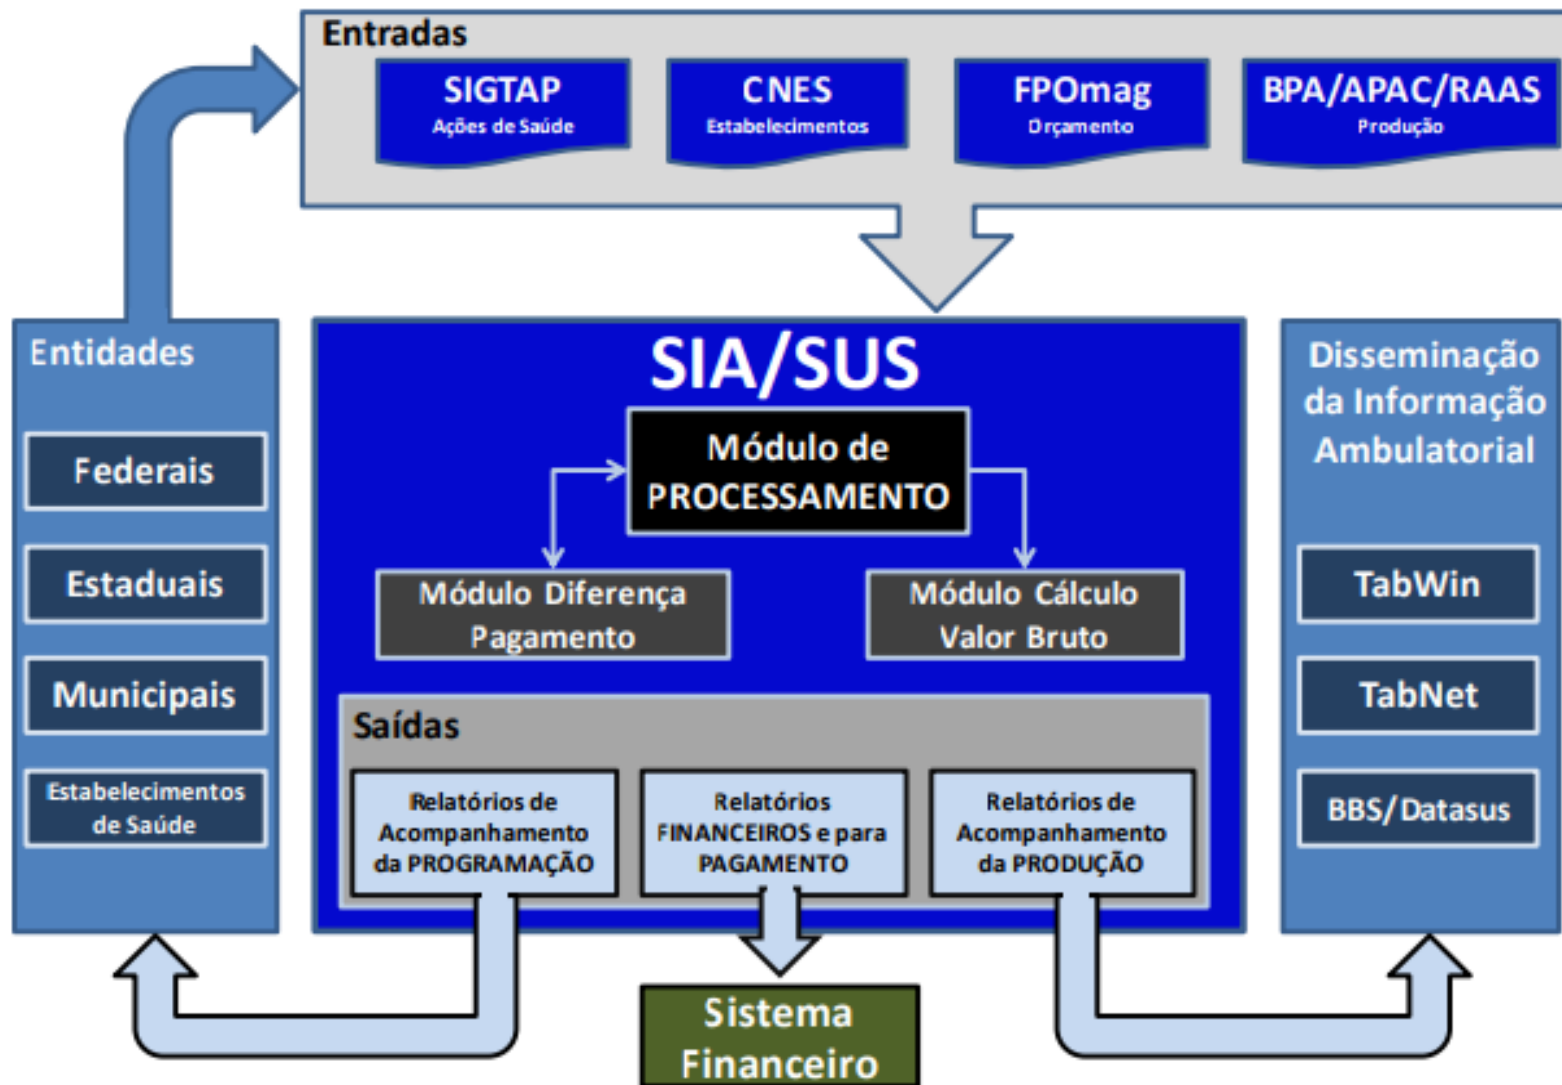 Entradas
SIGTAP
Ações de Saúde
CNES
Estabelecimentos
FPOmag
Orçamento
BPA/APAC/RAAS
Produção
Entidades
Federais
Estaduais
Municipais
Estabelecimentos
de Saúde
SIA/SUS
Módulo de
PROCESSAMENTO
Módulo Diferença
Pagamento
Módulo Cálculo
Valor Bruto
Saídas
Relatórios de
Acompanhamento
da PROGRAMAÇÃO
Relatórios
FINANCEIROS e para
PAGAMENTO
Relatórios de
Acompanhamento
da PRODUÇÃO
Disseminação
da Informação
Ambulatorial
TabWin
TabNet
BBS/Datasus
Sistema
Financeiro